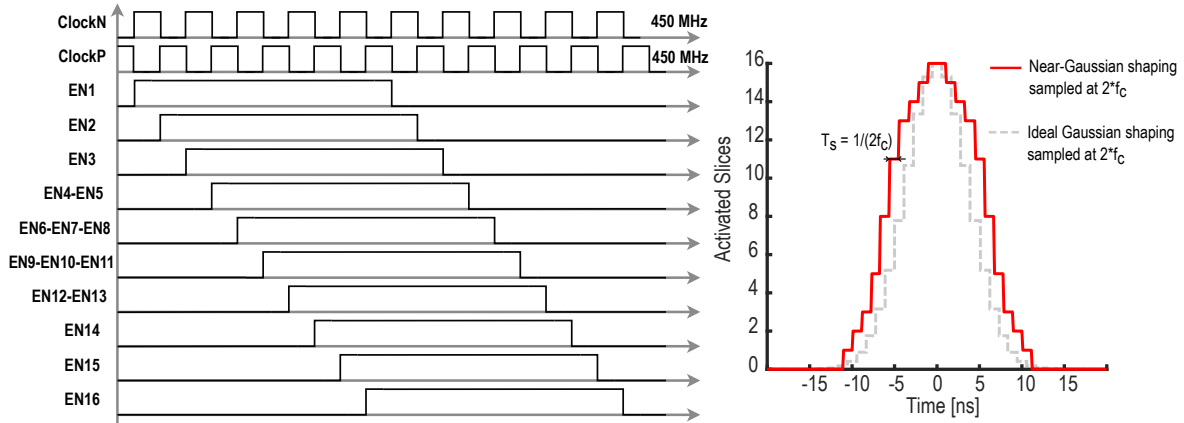 ClockN
450 MHz
ClockP
450 MHz
EN1
EN2
EN3
EN4-EN5
EN6-EN7-EN8
EN9-EN10-EN11
EN12-EN13
EN14
EN15
EN16
Activated Slices
16
14
12
10
8
6
4
2
0
-15
-10
-5
0
5
10
15
Time [ns]
Ts = 1/(2fc)
Near-Gaussian shaping
sampled at 2*fc
Ideal Gaussian shaping
sampled at 2*fc